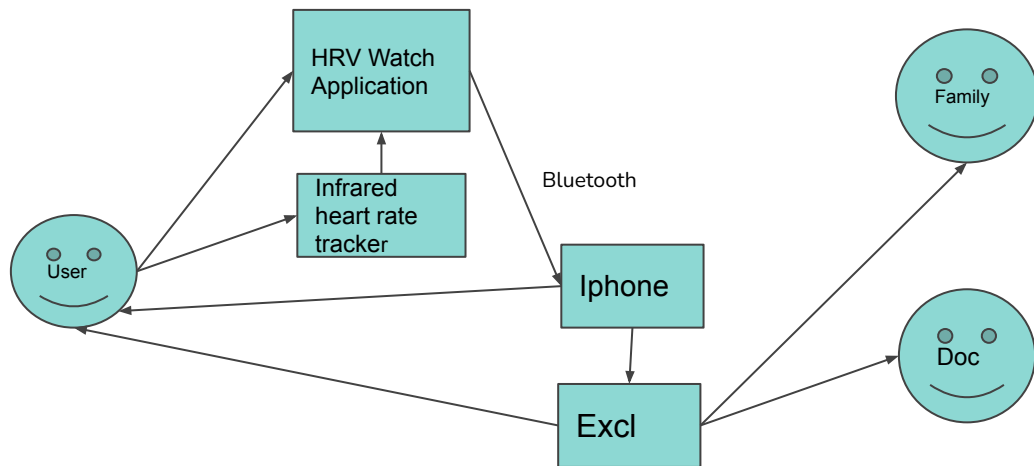 HRV Watch
Application
Family
Bluetooth
Infrared
heart rate
tracker
User
Iphone
Doc
Excl